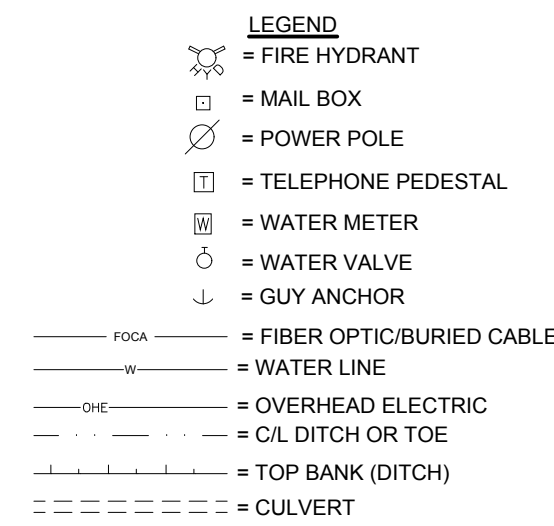 LEGEND
HYD = FIRE HYDRANT
= MAIL BOX
= POWER POLE
T = TELEPHONE PEDESTAL
W = WATER METER
= WATER VALVE
= GUY ANCHOR
FOCA = FIBER OPTIC/BURIED CABLE
W = WATER LINE
OHE = OVERHEAD ELECTRIC
= C/L DITCH OR TOE
= TOP BANK (DITCH)
= CULVERT